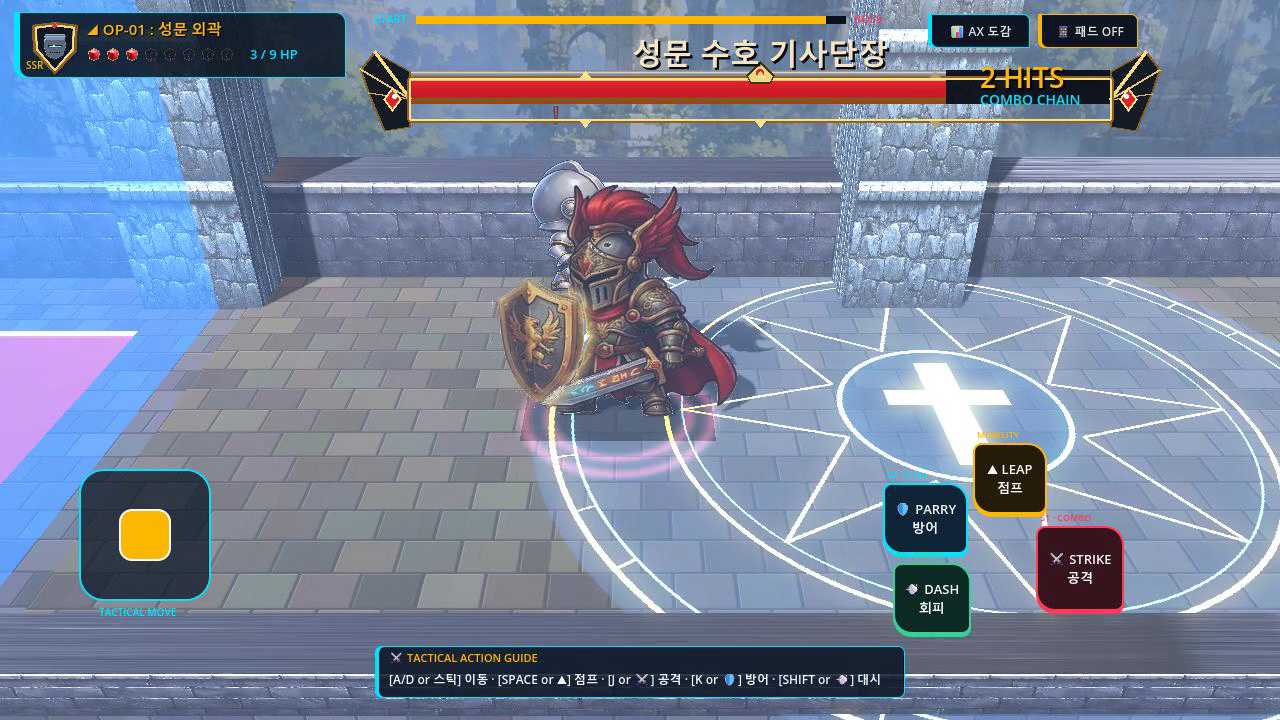 OP-01 : 성문 외곽
SSR
3 / 9 HP
START
BOSS
성문 수호 기사단장
AX 도감
패드 OFF
2 HITS
COMBO CHAIN
!
MOBILITY
▲ LEAP
점프
PARRY
방어
S1 · COMBO
STRIKE
공격
DASH
회피
TACTICAL MOVE
TACTICAL ACTION GUIDE
[A/D or 스틱] 이동 · [SPACE or ▲] 점프 · [J or ⚔] 공격 · [K or 🛡] 방어 · [SHIFT or 💨] 대시